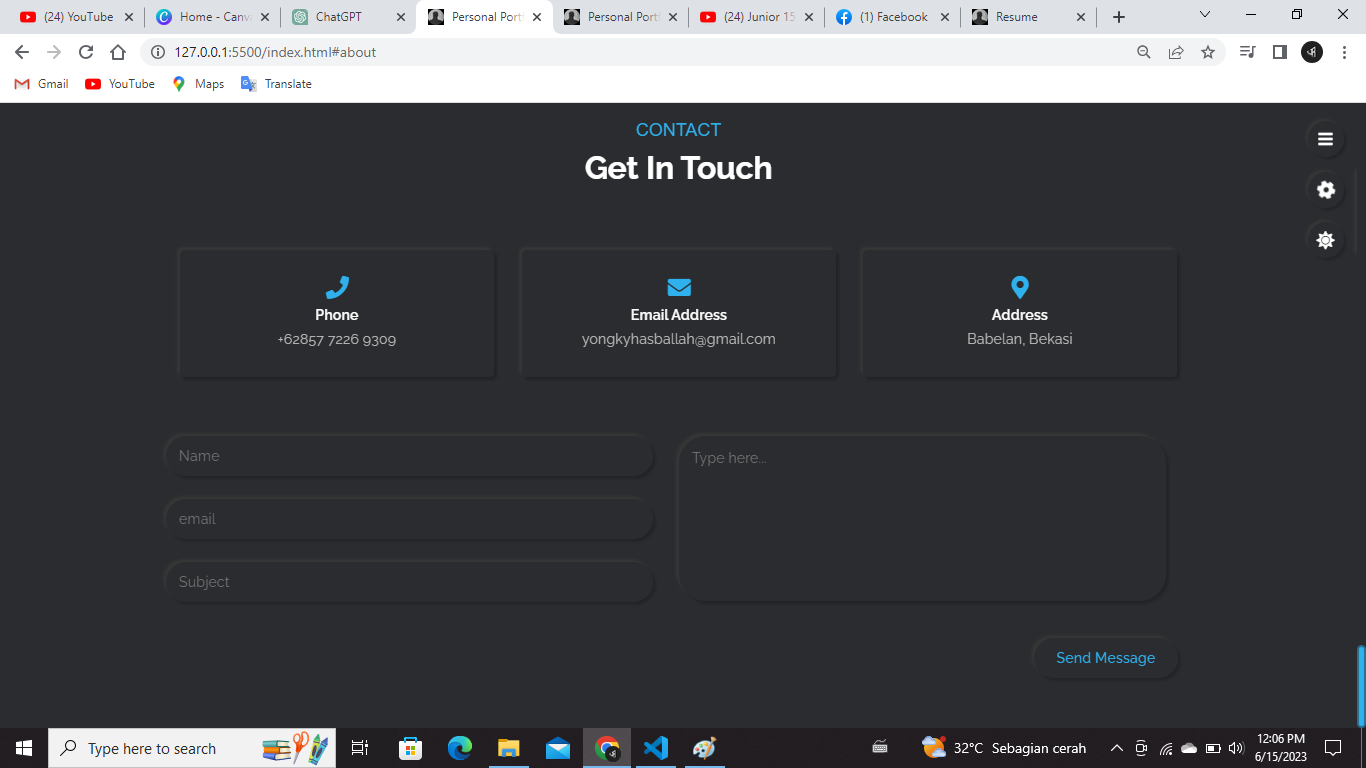 (24) YouTube
Home - Canv
ChatGPT
Personal Portf
Personal Portf
(24) Junior 15
(1) Facebook
Resume
127.0.0.1:5500/index.html#about
Gmail
YouTube
Maps
Translate
CONTACT
Get In Touch
Phone
+62857 7226 9309
Email Address
yongkyhasballah@gmail.com
Address
Babelan, Bekasi
Name
Type here...
email
Subject
Send Message
Type here to search
32°C Sebagian cerah
12:06 PM
6/15/2023